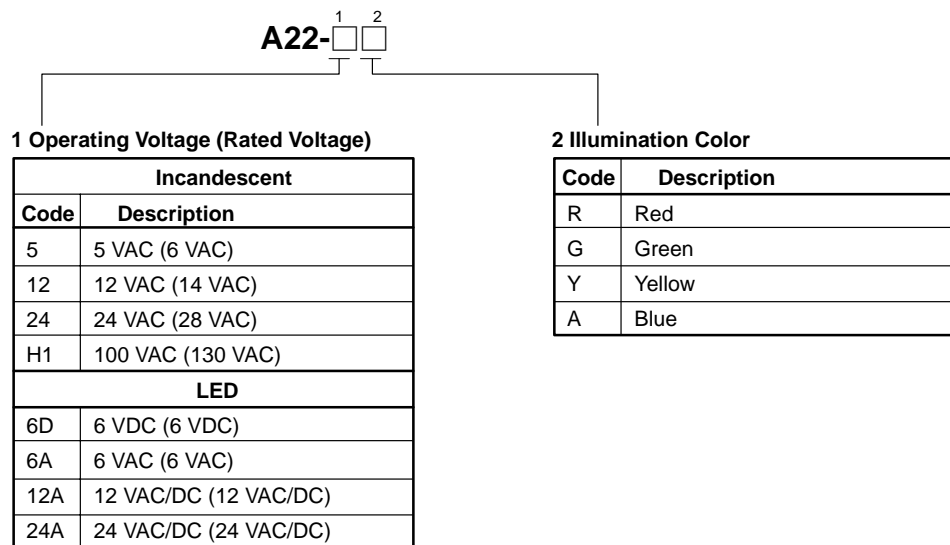 1 2
A22-□□
1 Operating Voltage (Rated Voltage)
Incandescent
Code Description
5 5 VAC (6 VAC)
12 12 VAC (14 VAC)
24 24 VAC (28 VAC)
H1 100 VAC (130 VAC)
LED
6D 6 VDC (6 VDC)
6A 6 VAC (6 VAC)
12A 12 VAC/DC (12 VAC/DC)
24A 24 VAC/DC (24 VAC/DC)
2 Illumination Color
Code Description
R Red
G Green
Y Yellow
A Blue